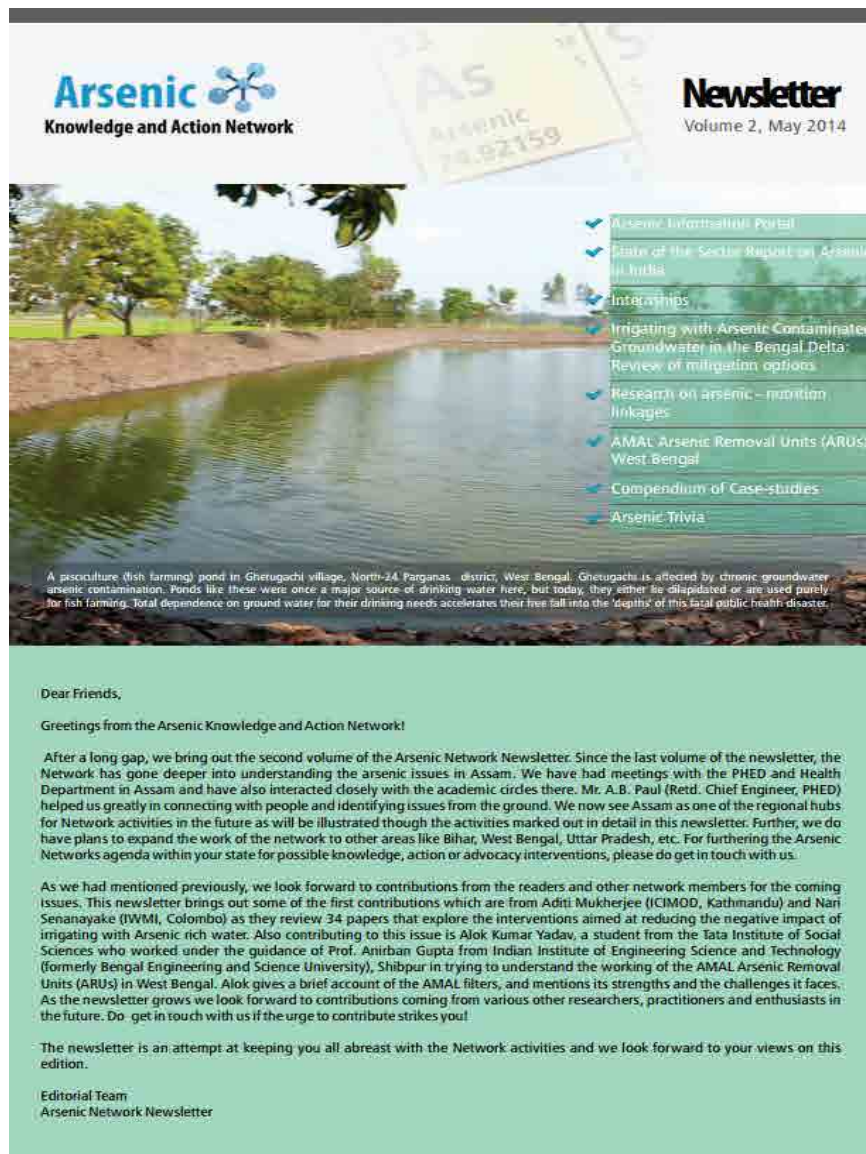 Arsenic
Knowledge and Action Network
33
As
Arsenic
74.92159
S
Newsletter
Volume 2, May 2014
Arsenic Information Portal
State of the Sector Report on Arsenic
in India
Internships
Irrigating with Arsenic Contaminate
Groundwater in the Bengal Delta:
Review of mitigation options
Research on arsenic - nutrition
linkages
AMAL Arsenic Removal Units (ARUs)
West Bengal
Compendium of Case-studies
Arsenic Trivia
A pisciculture (fish farming) pond in Gherugachi village, North-24 Parganas district, West Bengal. Ghetugachi is affected by chronic groundwater
arsenic contamination. Ponds like these were once a major source of drinking water here, but today, they either lie dilapidated or are used purely
for fish farming. Total dependence on ground water for their drinking needs accelerates their free fall into the 'depths' of this fatal public health disaster.
Dear Friends,
Greetings from the Arsenic Knowledge and Action Network!
After a long gap, we bring out the second volume of the Arsenic Network Newsletter. Since the last volume of the newsletter, the
Network has gone deeper into understanding the arsenic issues in Assam. We have had meetings with the PHED and Health
Department in Assam and have also interacted closely with the academic circles there. Mr. A.B. Paul (Retd. Chief Engineer, PHED)
helped us greatly in connecting with people and identifying issues from the ground. We now see Assam as one of the regional hubs
for Network activities in the future as will be illustrated though the activities marked out in detail in this newsletter. Further, we do
have plans to expand the work of the network to other areas like Bihar, West Bengal, Uttar Pradesh, etc. For furthering the Arsenic
Networks agenda within your state for possible knowledge, action or advocacy interventions, please do get in touch with us.
As we had mentioned previously, we look forward to contributions from the readers and other network members for the coming
issues. This newsletter brings out some of the first contributions which are from Aditi Mukherjee (ICIMOD, Kathmandu) and Nari
Senanayake (IWMI, Colombo) as they review 34 papers that explore the interventions aimed at reducing the negative impact of
irrigating with Arsenic rich water. Also contributing to this issue is Alok Kumar Yadav, a student from the Tata Institute of Social
Sciences who worked under the guidance of Prof. Anirban Gupta from Indian Institute of Engineering Science and Technology
(formerly Bengal Engineering and Science University), Shibpur in trying to understand the working of the AMAL Arsenic Removal
Units (ARUs) in West Bengal. Alok gives a brief account of the AMAL filters, and mentions its strengths and the challenges it faces.
As the newsletter grows we look forward to contributions coming from various other researchers, practitioners and enthusiasts in
the future. Do get in touch with us if the urge to contribute strikes you!
The newsletter is an attempt at keeping you all abreast with the Network activities and we look forward to your views on this
edition.
Editorial Team
Arsenic Network Newsletter